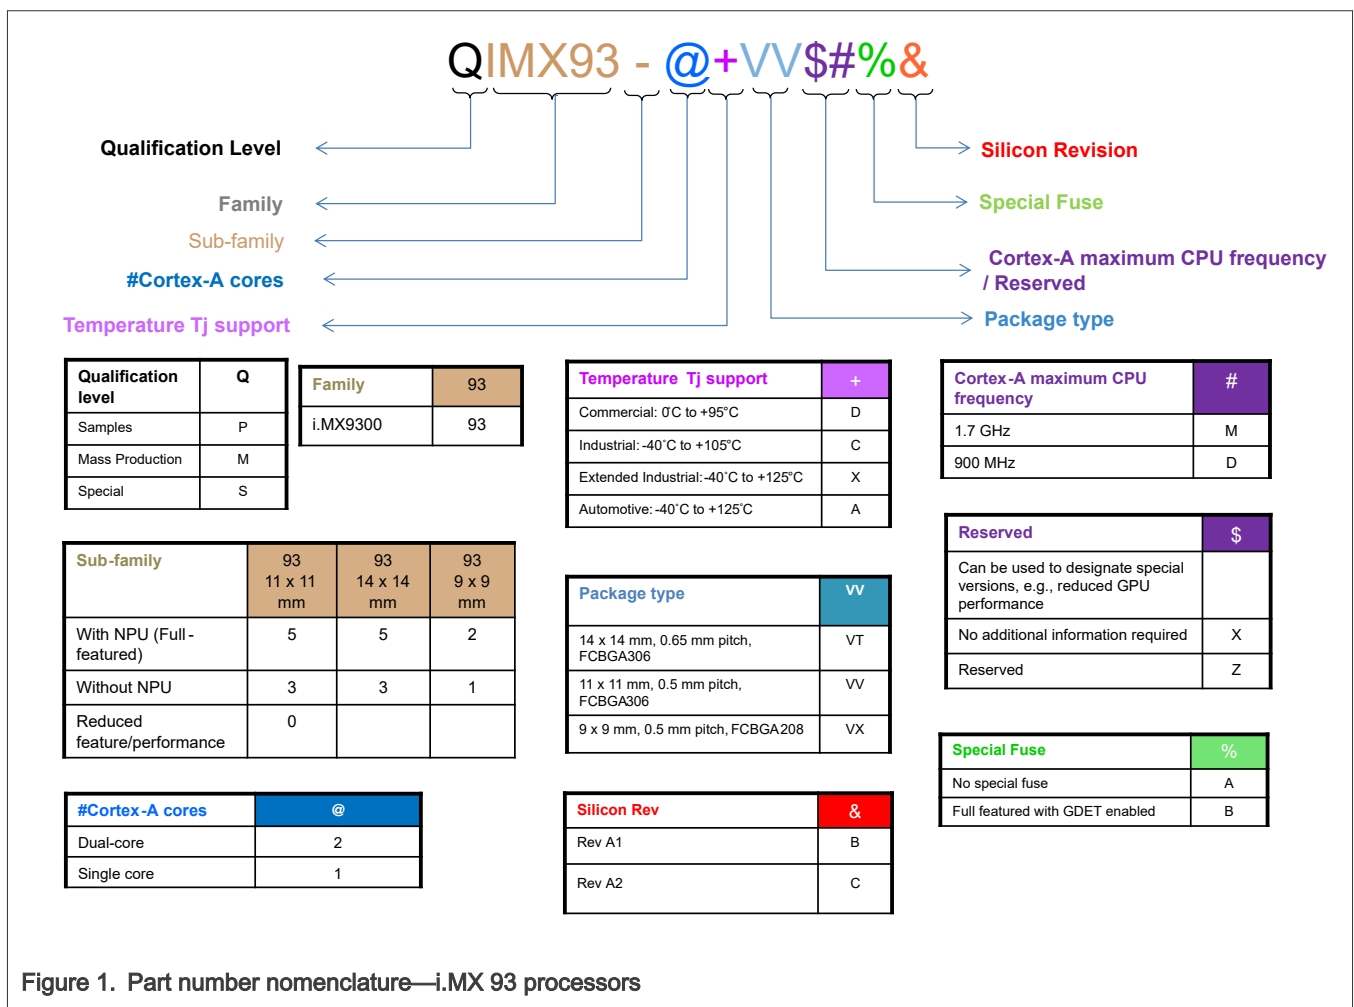 QIMX93 - @+VV$#%&
Qualification Level
Family
Sub-family
#Cortex-A cores
Temperature Tj support
Silicon Revision
Special Fuse
Cortex-A maximum CPU frequency
/ Reserved
Package type
Qualification Q
level
Samples P
Mass Production M
Special S
Family 93
i.MX9300 93
Temperature Tj support +
Commercial: 0˚C to +95°C D
Industrial: -40˚C to +105°C C
Extended Industrial: -40˚C to +125°C X
Automotive: -40˚C to +125˚C A
Cortex-A maximum CPU #
frequency
1.7 GHz M
900 MHz D
Sub-family 93 93 93
11 x 11 14 x 14 9 x 9
mm mm mm
With NPU (Full- 5 5 2
featured)
Without NPU 3 3 1
Reduced 0
feature/performance
Package type VV
14 x 14 mm, 0.65 mm pitch, VT
FCBGA306
11 x 11 mm, 0.5 mm pitch, VV
FCBGA306
9 x 9 mm, 0.5 mm pitch, FCBGA208 VX
Reserved $
Can be used to designate special
versions, e.g., reduced GPU
performance
No additional information required X
Reserved Z
#Cortex-A cores @
Dual-core 2
Single core 1
Silicon Rev &
Rev A1 B
Rev A2 C
Special Fuse %
No special fuse A
Full featured with GDET enabled B
Figure 1. Part number nomenclature—i.MX 93 processors